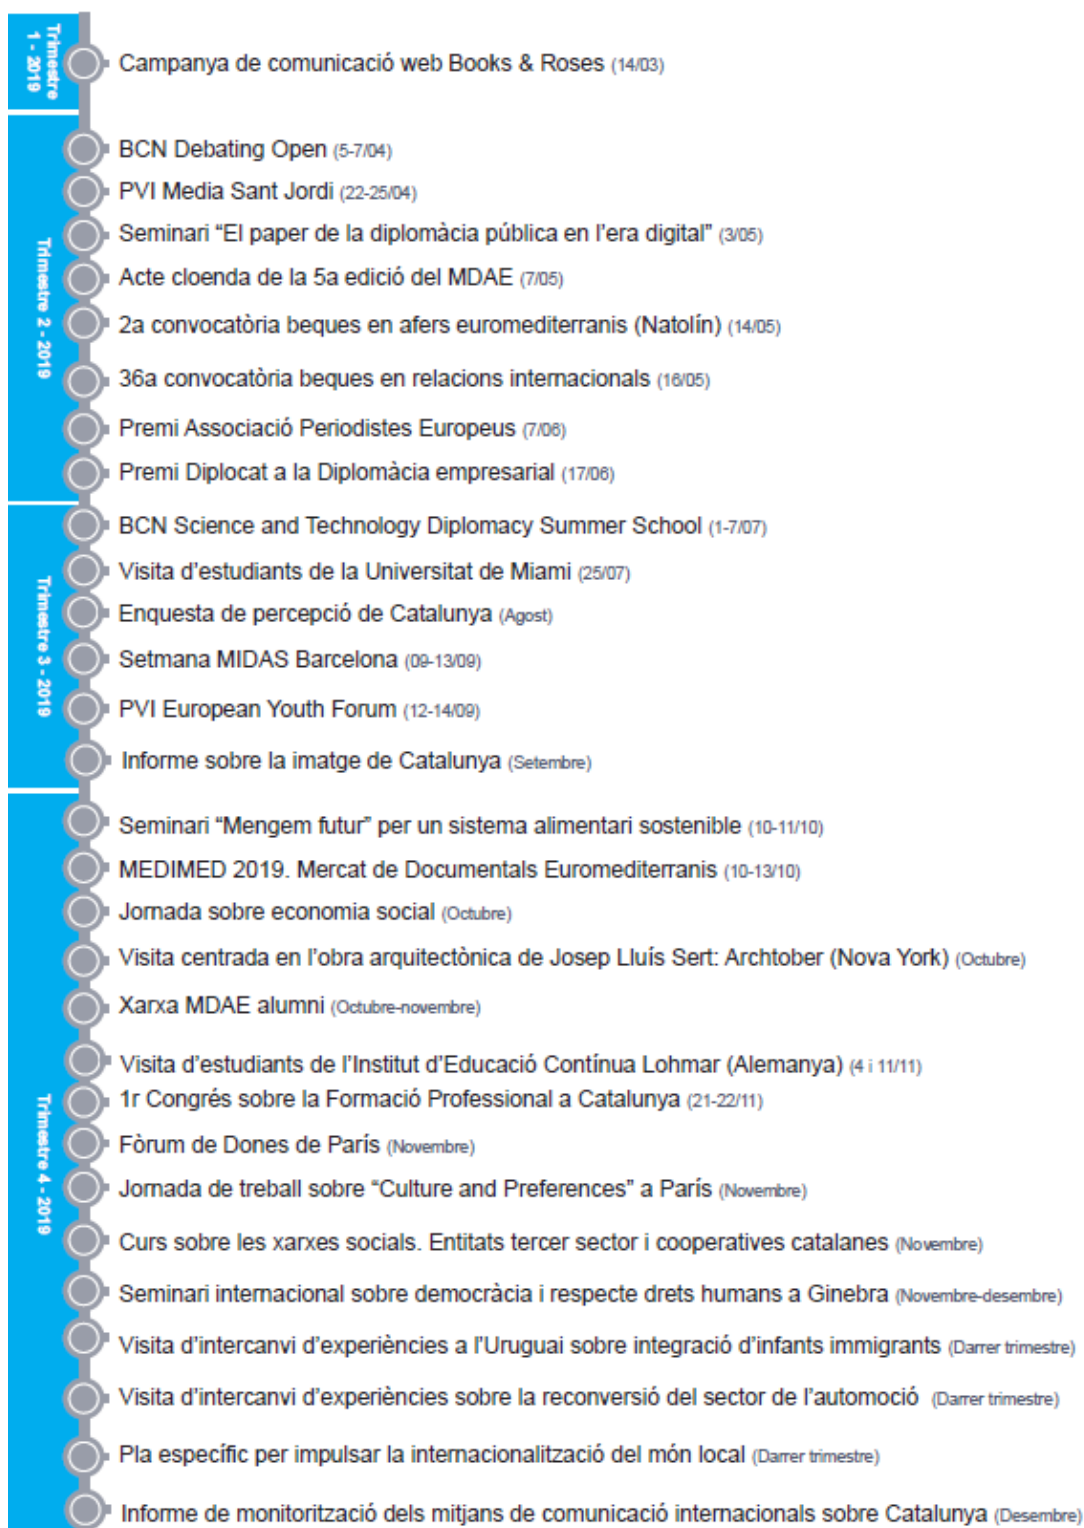 Trimestre
1 - 2019
Campanya de comunicació web Books & Roses (14/03)
Trimestre 2 - 2019
BCN Debating Open (5-7/04)
PVI Media Sant Jordi (22-25/04)
Seminari “El paper de la diplomàcia pública en l’era digital” (3/05)
Acte cloenda de la 5a edició del MDAE (7/05)
2a convocatòria beques en afers euromediterranis (Natolín) (14/05)
36a convocatòria beques en relacions internacionals (16/05)
Premi Associació Periodistes Europeus (7/06)
Premi Diplocat a la Diplomàcia empresarial (17/06)
Trimestre 3 - 2019
BCN Science and Technology Diplomacy Summer School (1-7/07)
Visita d’estudiants de la Universitat de Miami (25/07)
Enquesta de percepció de Catalunya (Agost)
Setmana MIDAS Barcelona (09-13/09)
PVI European Youth Forum (12-14/09)
Informe sobre la imatge de Catalunya (Setembre)
Trimestre 4 - 2019
Seminari “Mengem futur” per un sistema alimentari sostenible (10-11/10)
MEDIMED 2019. Mercat de Documentals Euromediterranis (10-13/10)
Jornada sobre economia social (Octubre)
Visita centrada en l’obra arquitectònica de Josep Lluís Sert: Archtober (Nova York) (Octubre)
Xarxa MDAE alumni (Octubre-novembre)
Visita d’estudiants de l’Institut d’Educació Contínua Lohmar (Alemanya) (4 i 11/11)
1r Congrés sobre la Formació Professional a Catalunya (21-22/11)
Fòrum de Dones de París (Novembre)
Jornada de treball sobre “Culture and Preferences” a París (Novembre)
Curs sobre les xarxes socials. Entitats tercer sector i cooperatives catalanes (Novembre)
Seminari internacional sobre democràcia i respecte drets humans a Ginebra (Novembre-desembre)
Visita d’intercanvi d’experiències a l’Uruguai sobre integració d’infants immigrants (Darrer trimestre)
Visita d’intercanvi d’experiències sobre la reconversió del sector de l’automoció (Darrer trimestre)
Pla específic per impulsar la internacionalització del món local (Darrer trimestre)
Informe de monitorització dels mitjans de comunicació internacionals sobre Catalunya (Desembre)